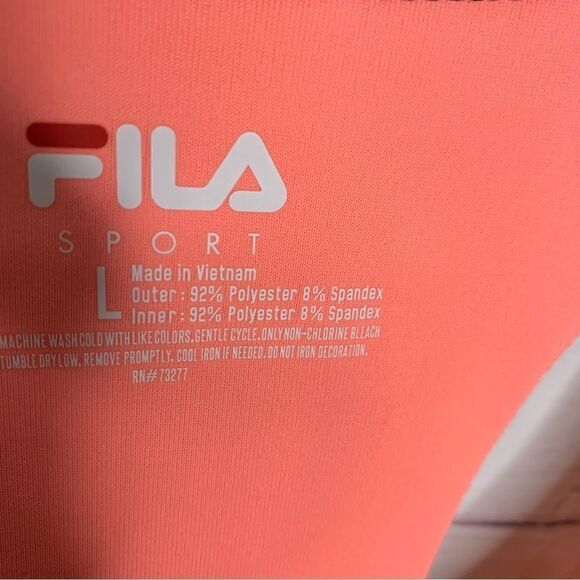 FILA
SPORT
L
Made in Vietnam
Outer : 92% Polyester 8% Spandex
Inner : 92% Polyester 8% Spandex
MACHINE WASH COLD WITH LIKE COLORS. GENTLE CYCLE. ONLY NON-CHLORINE BLEACH
TUMBLE DRY LOW. REMOVE PROMPTLY. COOL IRON IF NEEDED. DO NOT IRON DECORATION.
RN# 73277